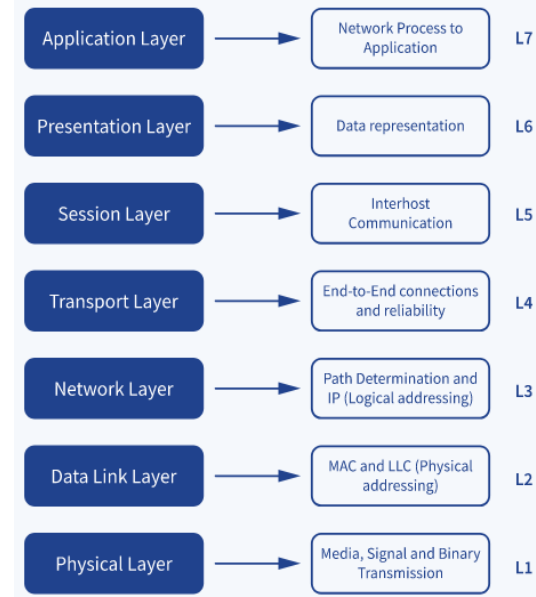 Application Layer
Network Process to
Application
L7
Presentation Layer
Data representation
L6
Session Layer
Interhost
Communication
L5
Transport Layer
End-to-End connections
and reliability
L4
Network Layer
Path Determination and
IP (Logical addressing)
L3
Data Link Layer
MAC and LLC (Physical
addressing)
L2
Physical Layer
Media, Signal and Binary
Transmission
L1